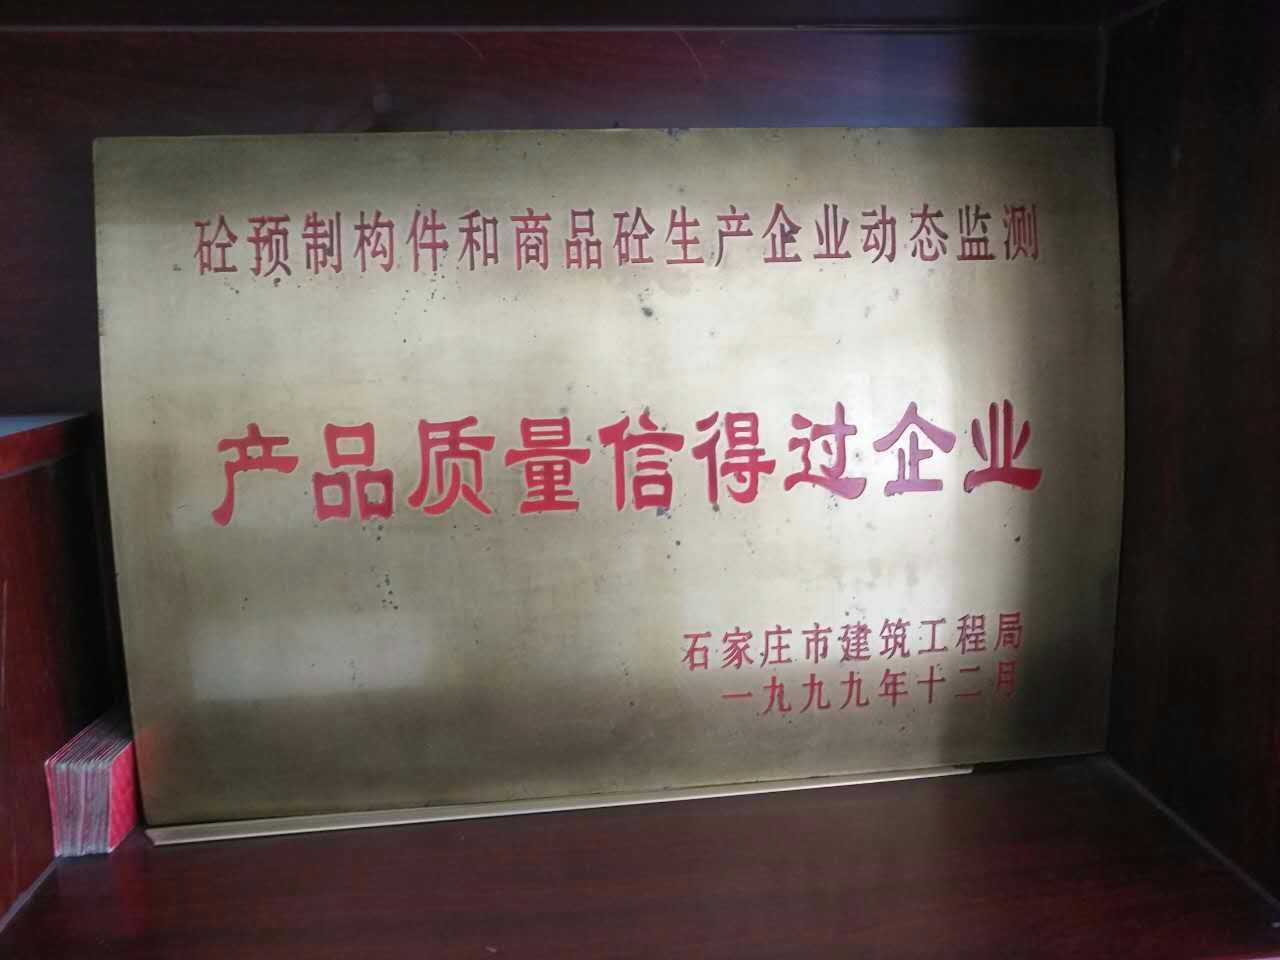 砼预制构件和商品砼生产企业动态监测
产品质量信得过企业
石家庄市建筑工程局
一九九九年十二月